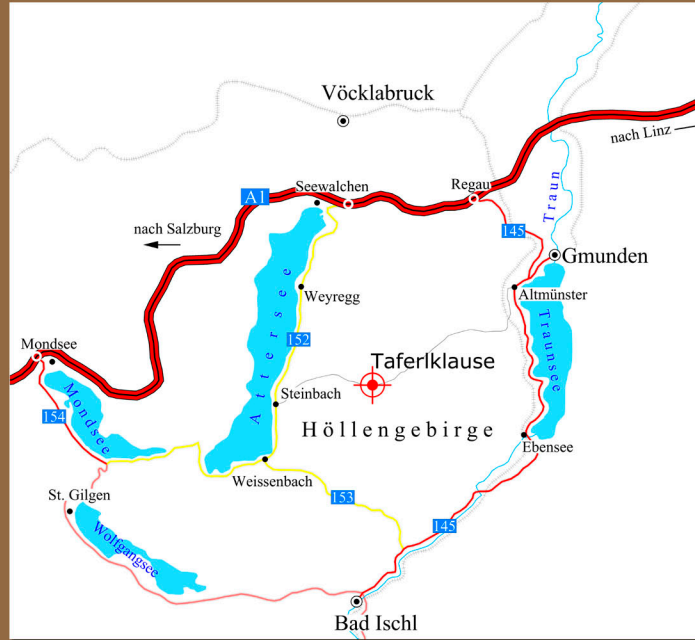 Vöcklabruck
nach Linz
Seewalchen
Regau
A1
Traun
nach Salzburg
145
Gmunden
Weyregg
Altmünster
Attersee
152
Traunsee
Mondsee
Taferlklause
Mondsee
154
Steinbach
Höllengebirge
Ebensee
Weissenbach
St. Gilgen
153
145
Wolfgangsee
Bad Ischl